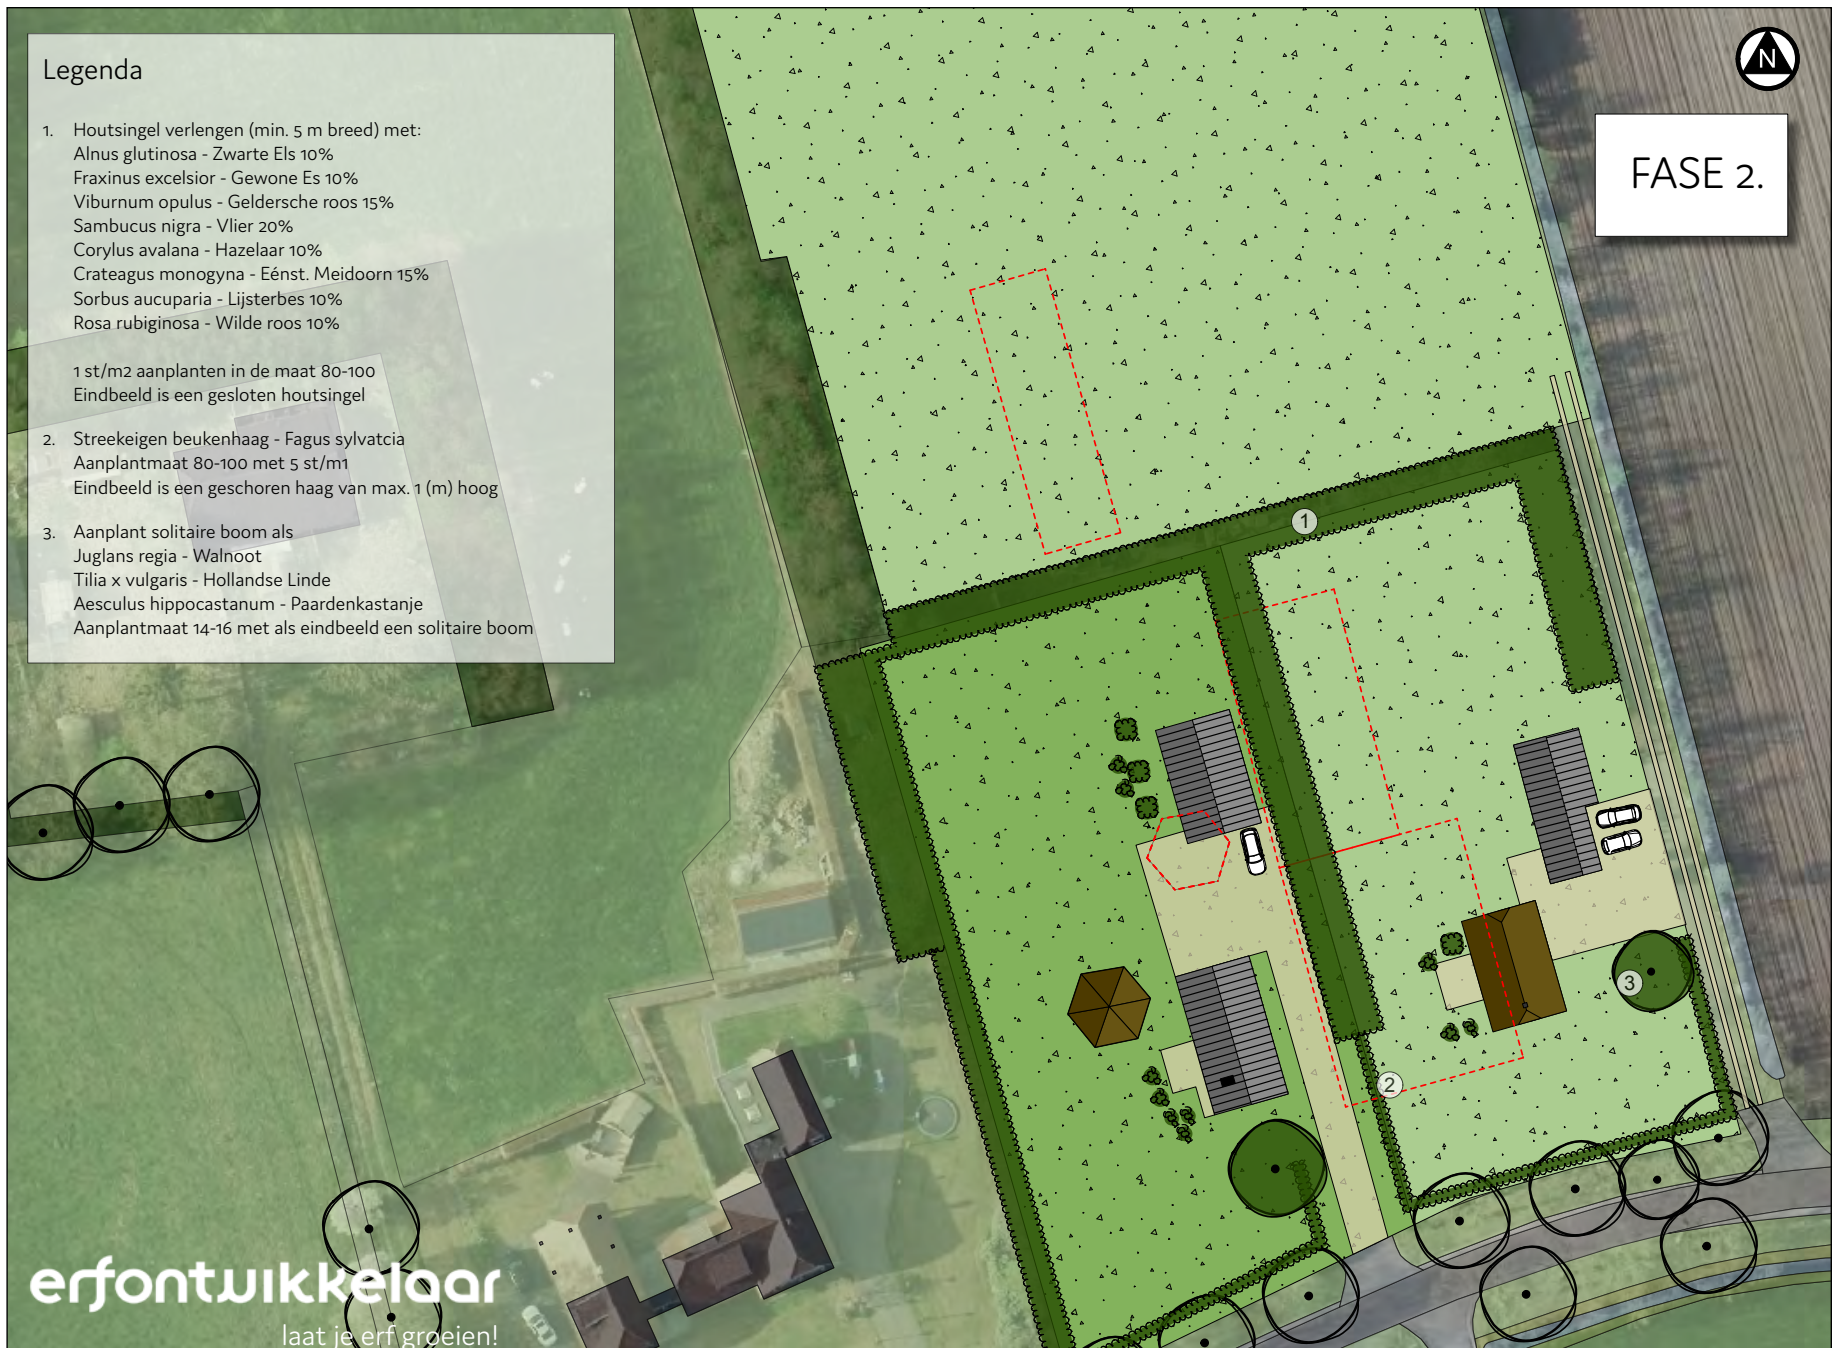 Legenda
1. Houtsingel verlengen (min. 5 m breed) met:
Alnus glutinosa - Zwarte Els 10%
Fraxinus excelsior - Gewone Es 10%
Viburnum opulus - Geldersche roos 15%
Sambucus nigra - Vlier 20%
Corylus avalana - Hazelaar 10%
Crateagus monogyna - Eénst. Meidoorn 15%
Sorbus aucuparia - Lijsterbes 10%
Rosa rubiginosa - Wilde roos 10%
1 st/m2 aanplanten in de maat 80-100
Eindbeeld is een gesloten houtsingel
2. Streekeigen beukenhaag - Fagus sylvatcia
Aanplantmaat 80-100 met 5 st/m1
Eindbeeld is een geschoren haag van max. 1 (m) hoog
3. Aanplant solitaire boom als
Juglans regia - Walnoot
Tilia x vulgaris - Hollandse Linde
Aesculus hippocastanum - Paardenkastanje
Aanplantmaat 14-16 met als eindbeeld een solitaire boom
N
FASE 2.
1
3
2
erfontwikkelaar
laat je erf groeien!